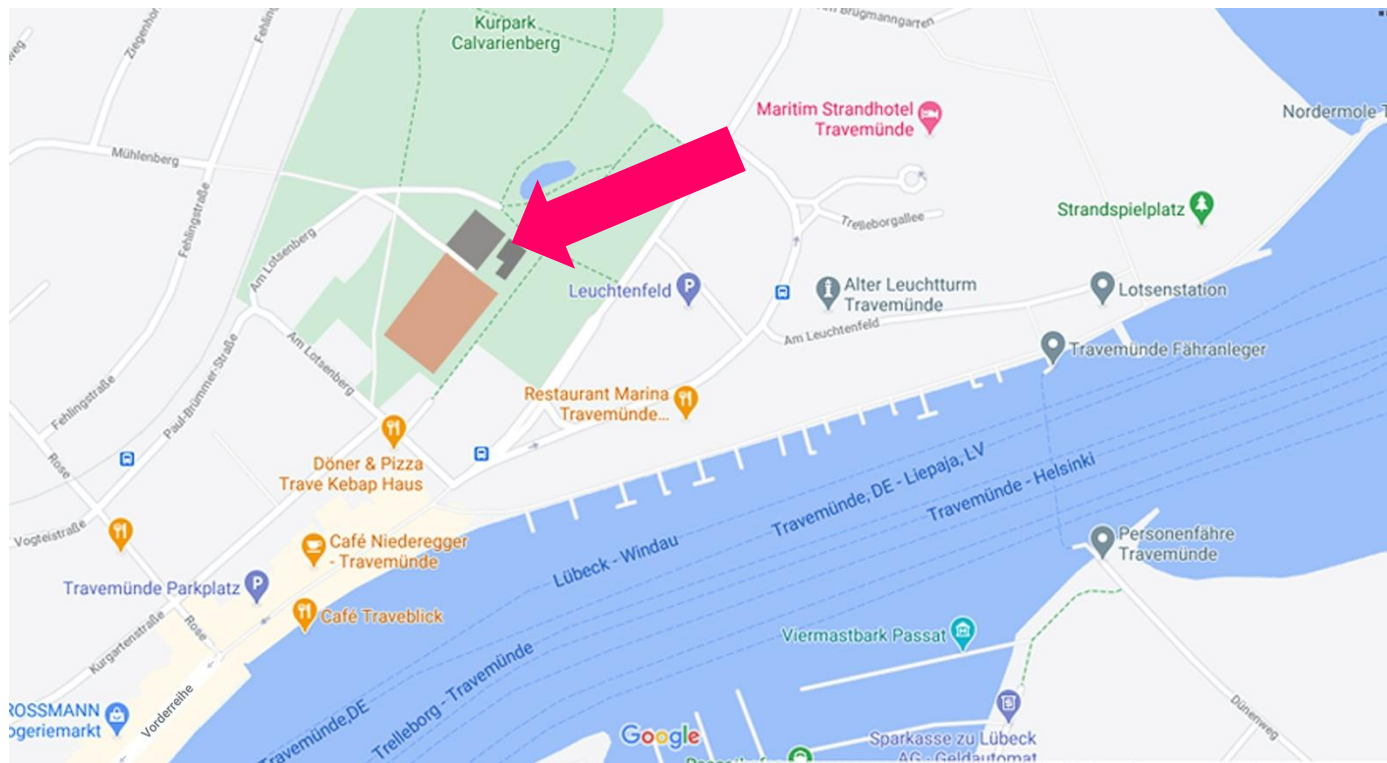 Kurpark
Calvarienberg
Brügmanngarten
Fehlingstraße
Maritim Strandhotel
Travemünde
Nordermole
Mühlenberg
Fehlingstraße
Trelleborgallee
Strandspielplatz
Am Lotsenberg
Leuchtenfeld
P
Alter Leuchtturm
Travemünde
Lotsenstation
Am Leuchtenfeld
Travemünde Fähranleger
Paul-Brümmer-Straße
Am Lotsenberg
Fehlingstraße
Restaurant Marina
Travemünde...
Rose
Döner & Pizza
Trave Kebap Haus
Travemünde, DE - Liepaja, LV
Travemünde - Helsinki
Vogteistraße
Café Niederegger
- Travemünde
Lübeck - Windau
Personenfähre
Travemünde
Travemünde Parkplatz
P
Café Traveblick
Rose
Kurgartenstraße
Viermastbark Passat
Trelleborg - Travemünde
Vorderreihe
ROSSMANN
ogeriemarkt
Travemünde,DE
Google
Sparkasse zu Lübeck
AG - Geldautomat
Dünenweg